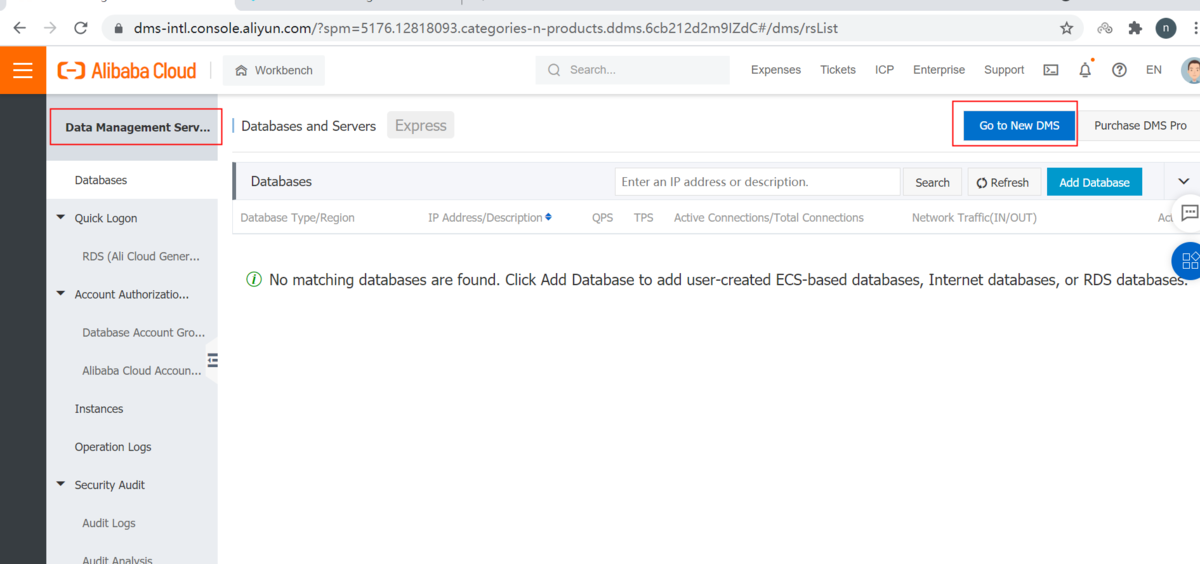 dms-intl.console.aliyun.com/?spm=5176.12818093.categories-n-products.ddms.6cb212d2m9IZdC#/dms/rsList
n
Alibaba Cloud
Workbench
Search...
Expenses
Tickets
ICP
Enterprise
Support
EN
Data Management Serv...
Databases and Servers
Express
Go to New DMS
Purchase DMS Pro
Databases
Quick Logon
RDS (Ali Cloud Gener...
Account Authorizatio...
Database Account Gro...
Alibaba Cloud Accoun...
Instances
Operation Logs
Security Audit
Audit Logs
Audit Analysis
Databases
Enter an IP address or description.
Search
Refresh
Add Database
Database Type/Region
IP Address/Description
QPS
TPS
Active Connections/Total Connections
Network Traffic(IN/OUT)
No matching databases are found. Click Add Database to add user-created ECS-based databases, Internet databases, or RDS databases.